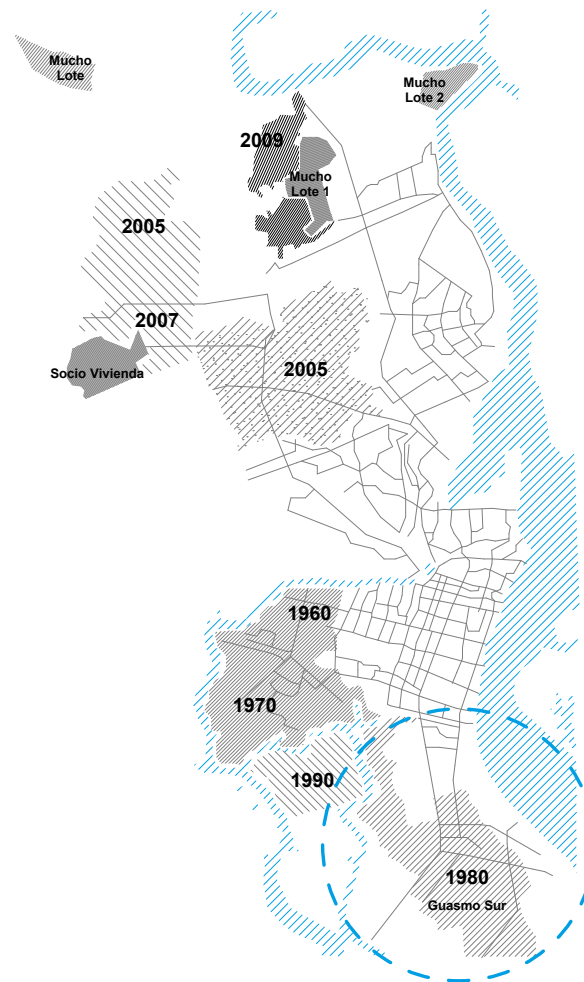 Mucho
Lote
Mucho
Lote 2
2009
Mucho
Lote 1
2005
2007
Socio Vivienda
2005
1960
1970
1990
1980
Guasmo Sur